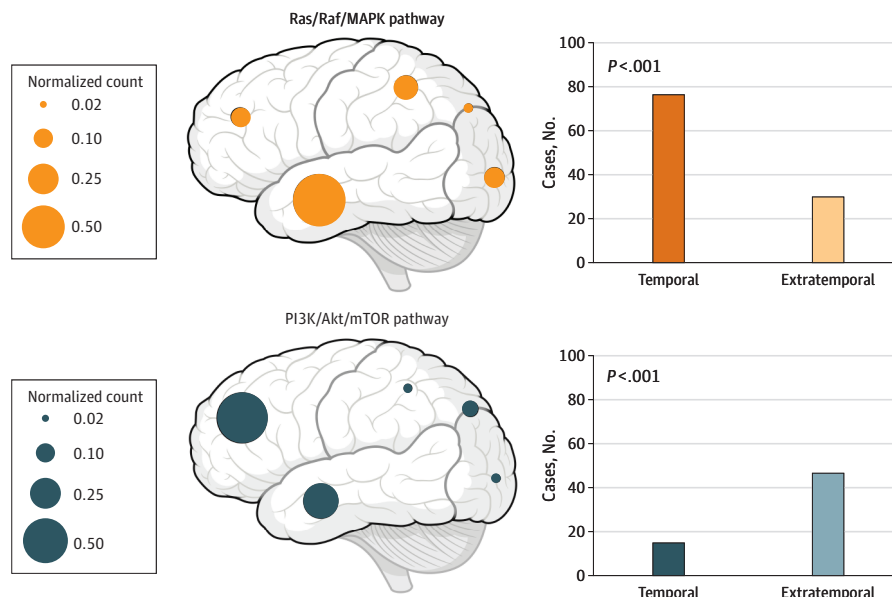 Ras/Raf/MAPK pathway
Normalized count
0.02
0.10
0.25
0.50
100
80
60
40
20
0
Cases, No.
P<.001
Temporal
Extratemporal
PI3K/Akt/mTOR pathway
Normalized count
0.02
0.10
0.25
0.50
100
80
60
40
20
0
Cases, No.
P<.001
Temporal
Extratemporal